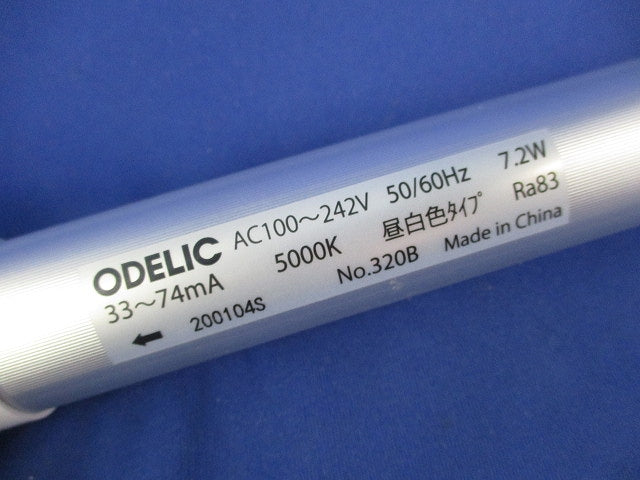 ODELIC AC100～242V 50/60Hz 7.2W
33～74mA 5000K 昼白色ﾀｲﾌﾟ Ra83
200104S No.320B Made in China